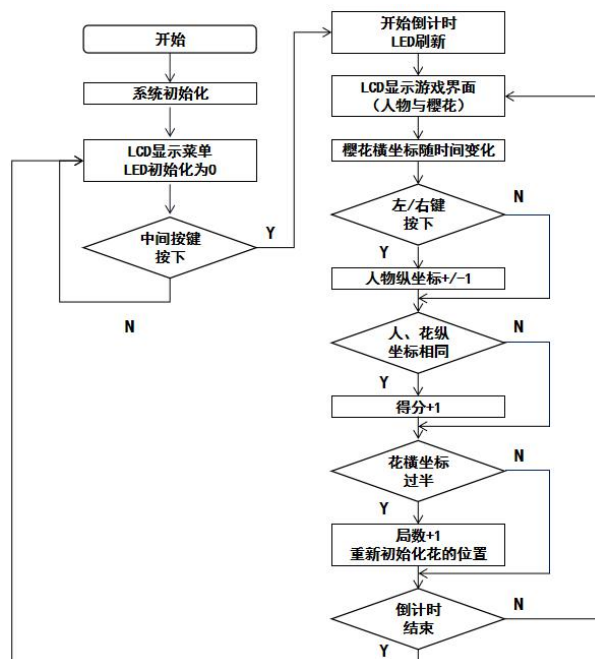 开始
系统初始化
LCD显示菜单
LED初始化为0
中间按键
按下
Y
N
开始倒计时
LED刷新
LCD显示游戏界面
（人物与樱花）
樱花横坐标随时间变化
左/右键
按下
N
Y
人物纵坐标+/-1
人、花纵
坐标相同
N
Y
得分+1
花横坐标
过半
N
Y
局数+1
重新初始化花的位置
倒计时
结束
N
Y